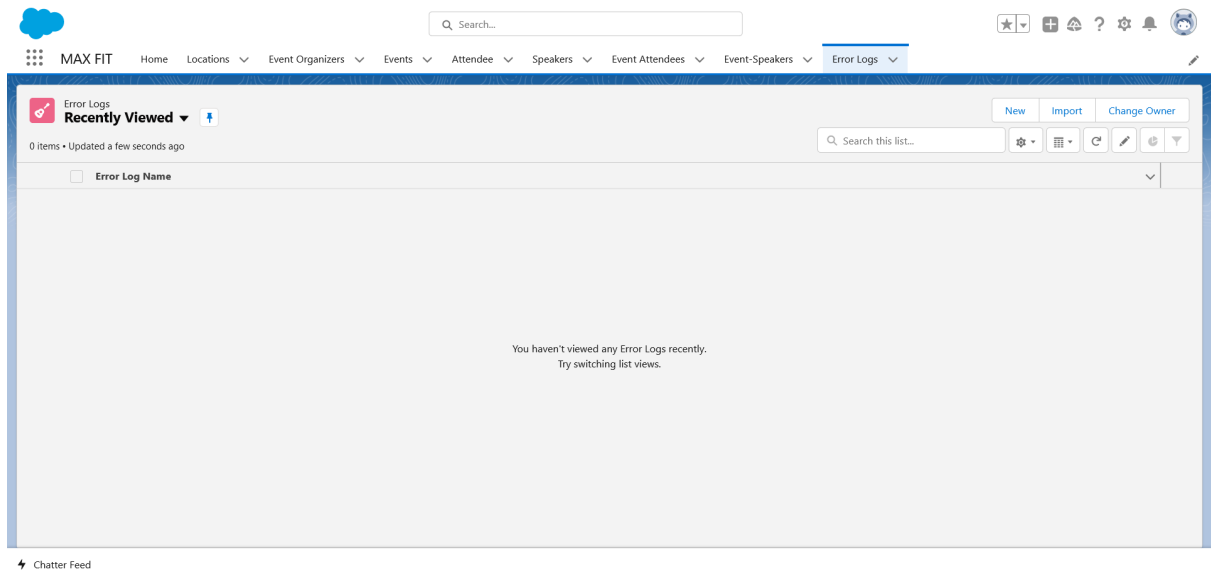 Search...
MAX FIT
Home
Locations
Event Organizers
Events
Attendee
Speakers
Event Attendees
Event-Speakers
Error Logs
Error Logs
Recently Viewed
New
Import
Change Owner
0 items • Updated a few seconds ago
Search this list...
Error Log Name
You haven't viewed any Error Logs recently.
Try switching list views.
Chatter Feed